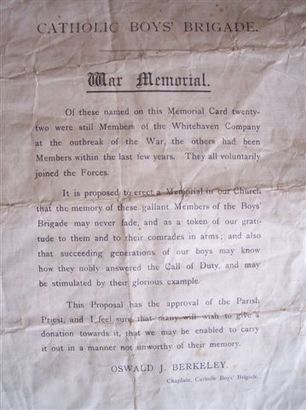 CATHOLIC BOYS' BRIGADE.
War Memorial.
Of these named on this Memorial Card twenty-
two were still Members of the Whitehaven Company
at the outbreak of the War, the others had been
Members within the last few years. They all voluntarily
joined the Forces.
It is proposed to erect a Memorial in our Church
that the memory of these gallant Members of the Boys'
Brigade may never fade, and as a token of our grati-
tude to them and to their comrades in arms; and also
that succeeding generations of our boys may know
how they nobly answered the Call of Duty, and may
be stimulated by their glorious example.
This Proposal has the approval of the Parish
Priest, and I feel sure that many will wish to give a
donation towards it, that we may be enabled to carry
it out in a manner not unworthy of their memory.
OSWALD J. BERKELEY,
Chaplain, Catholic Boys' Brigade.